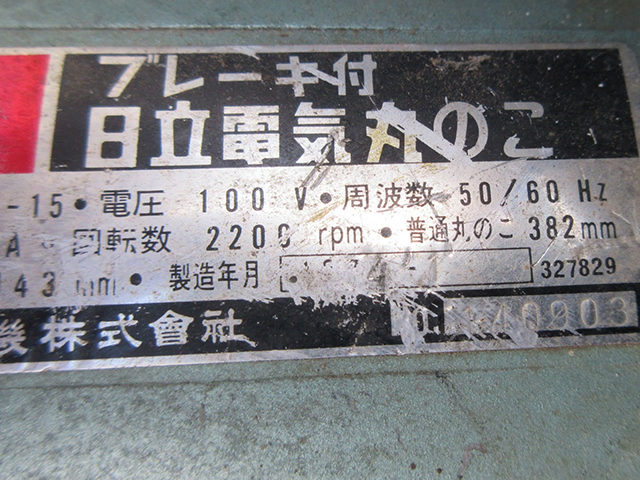 ブレーキ付
日立電気丸のこ
-15・電圧 100 V・周波数 50/60 Hz
A・回転数 2200 rpm・普通丸のこ 382mm
143mm・製造年月 327829
機株式會社 40903